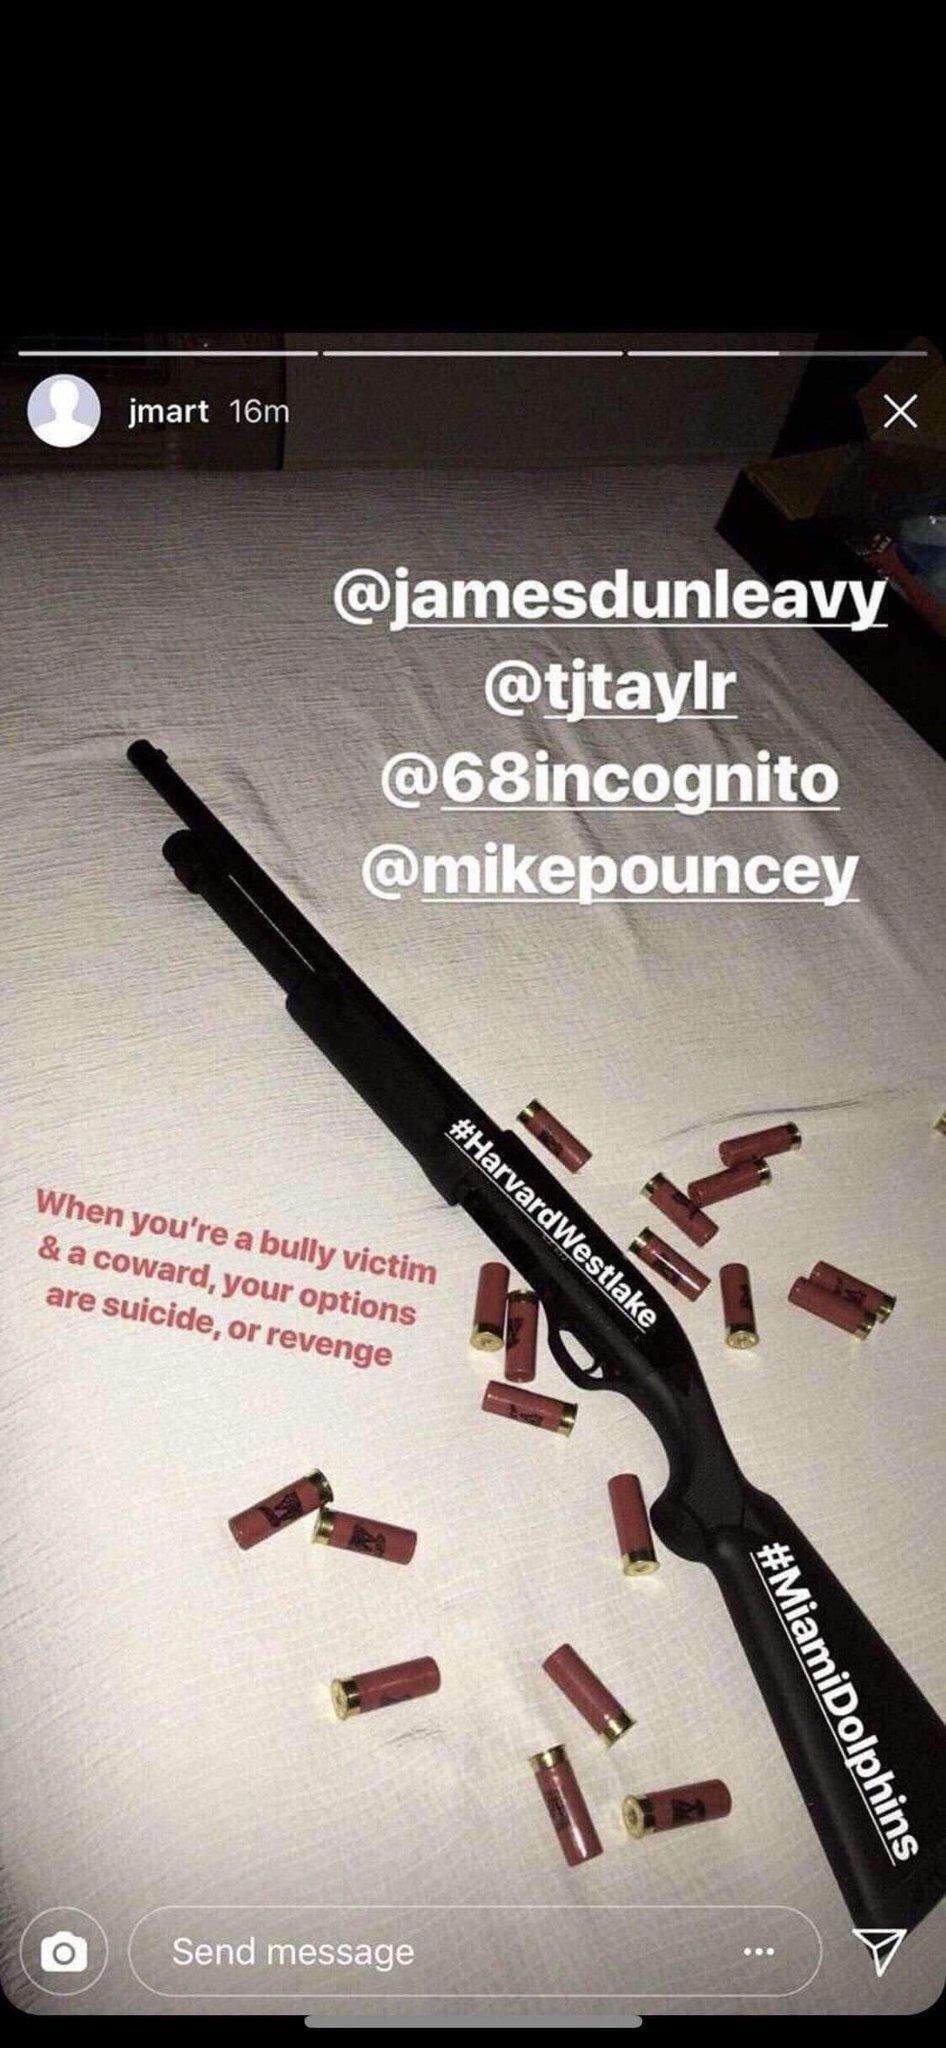 jmart 16m
@jamesdunleavy
@tjtaylr
@68incognito
@mikepouncey
#HarvardWestlake
When you're a bully victim
& a coward, your options
are suicide, or revenge
#MiamiDolphins
Send message